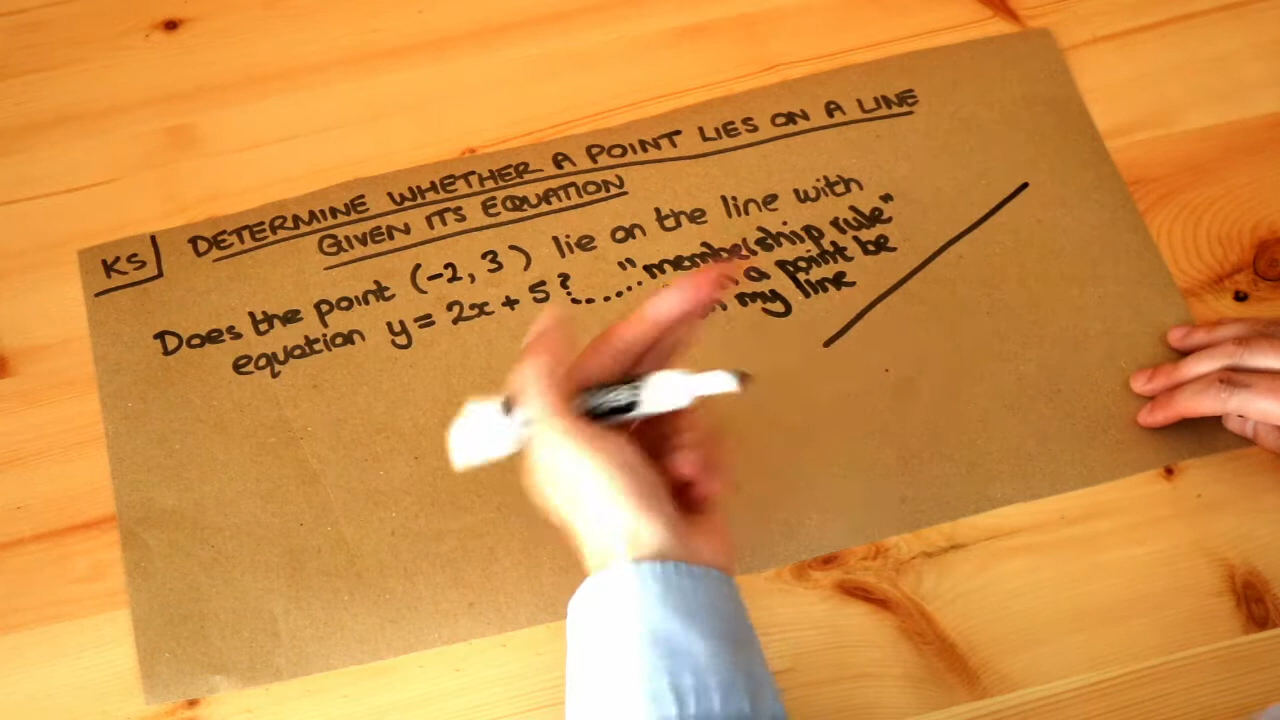 KS
DETERMINE WHETHER A POINT LIES ON A LINE
GIVEN ITS EQUATION
Does the point (-2, 3) lie on the line with
equation y = 2x + 5? ...... "membership rule"
a point be
my line